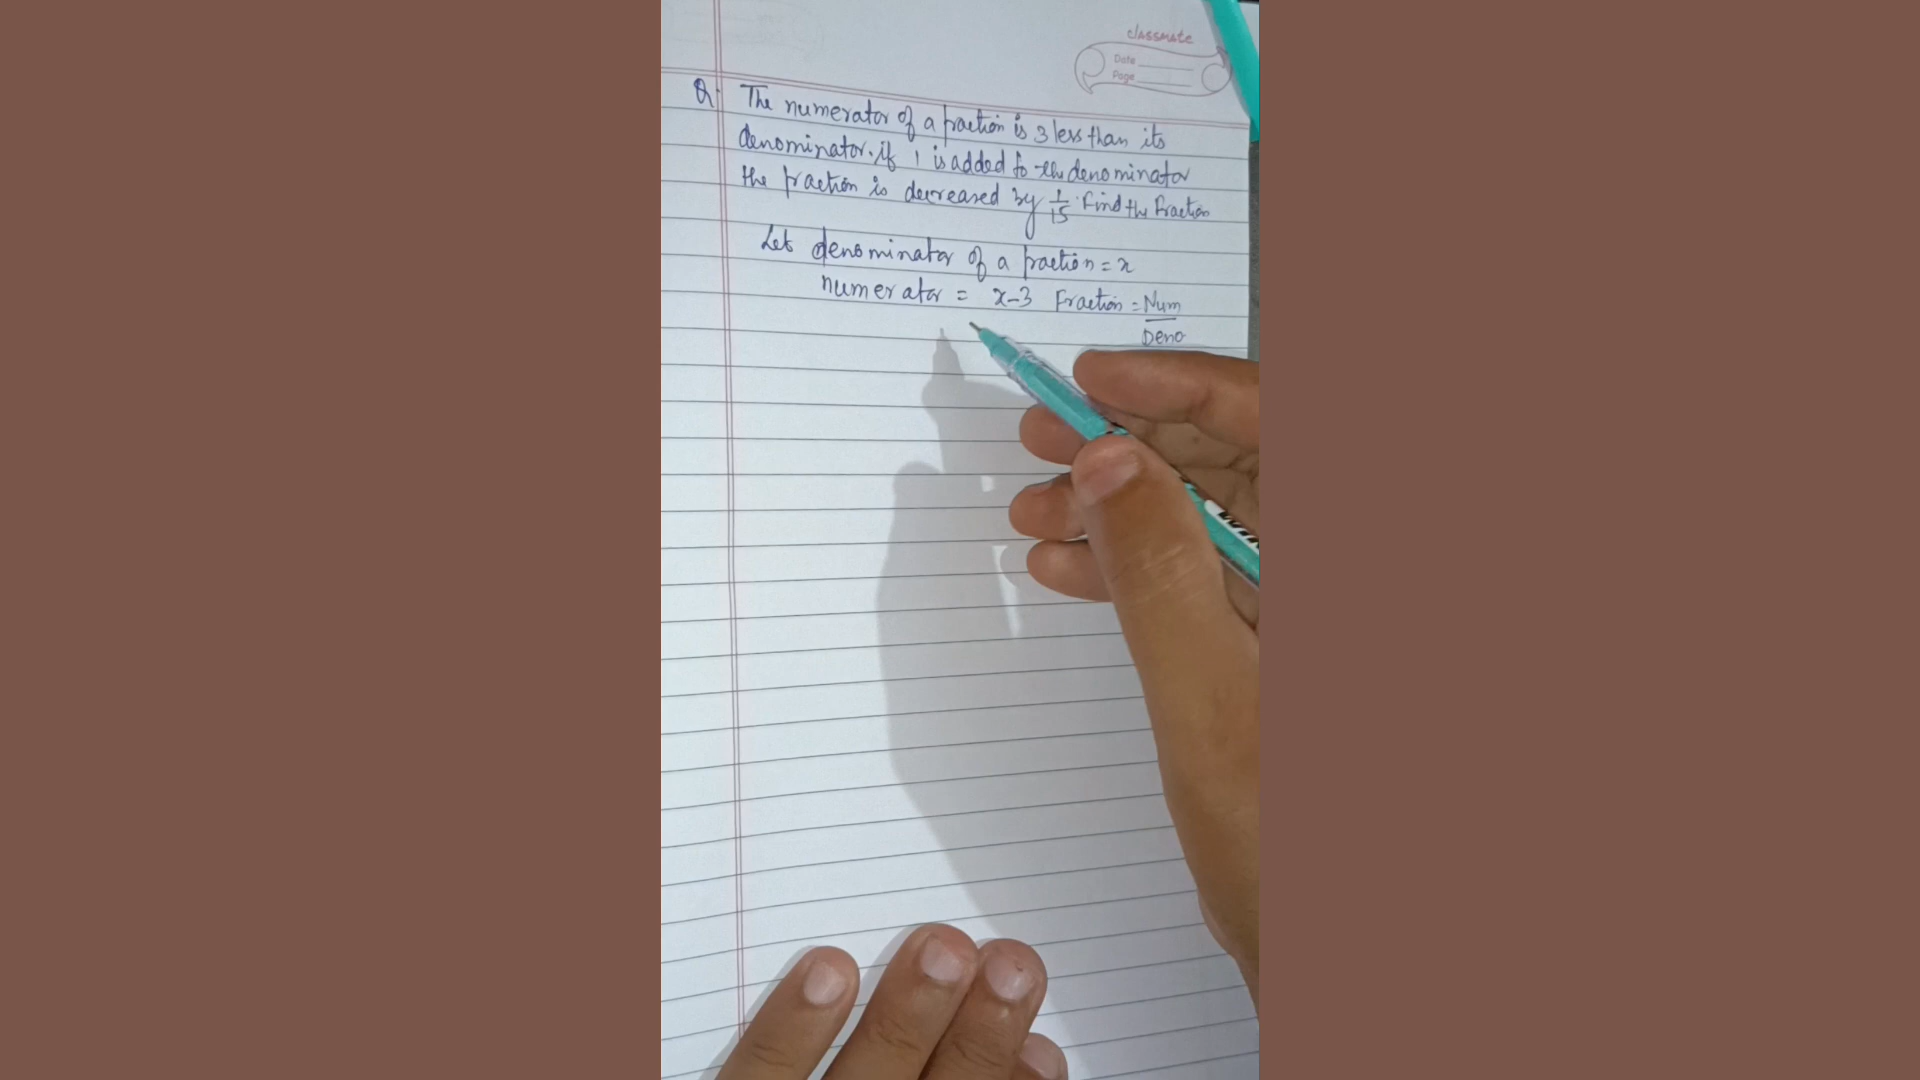 classmate
Date
Page
Q. The numerator of a fraction is 3 less than its
denominator. if 1 is added to the denominator
the fraction is decreased by 1/15. Find the Fraction
Let denominator of a fraction = x
numerator = x-3 Fraction = Num
Deno